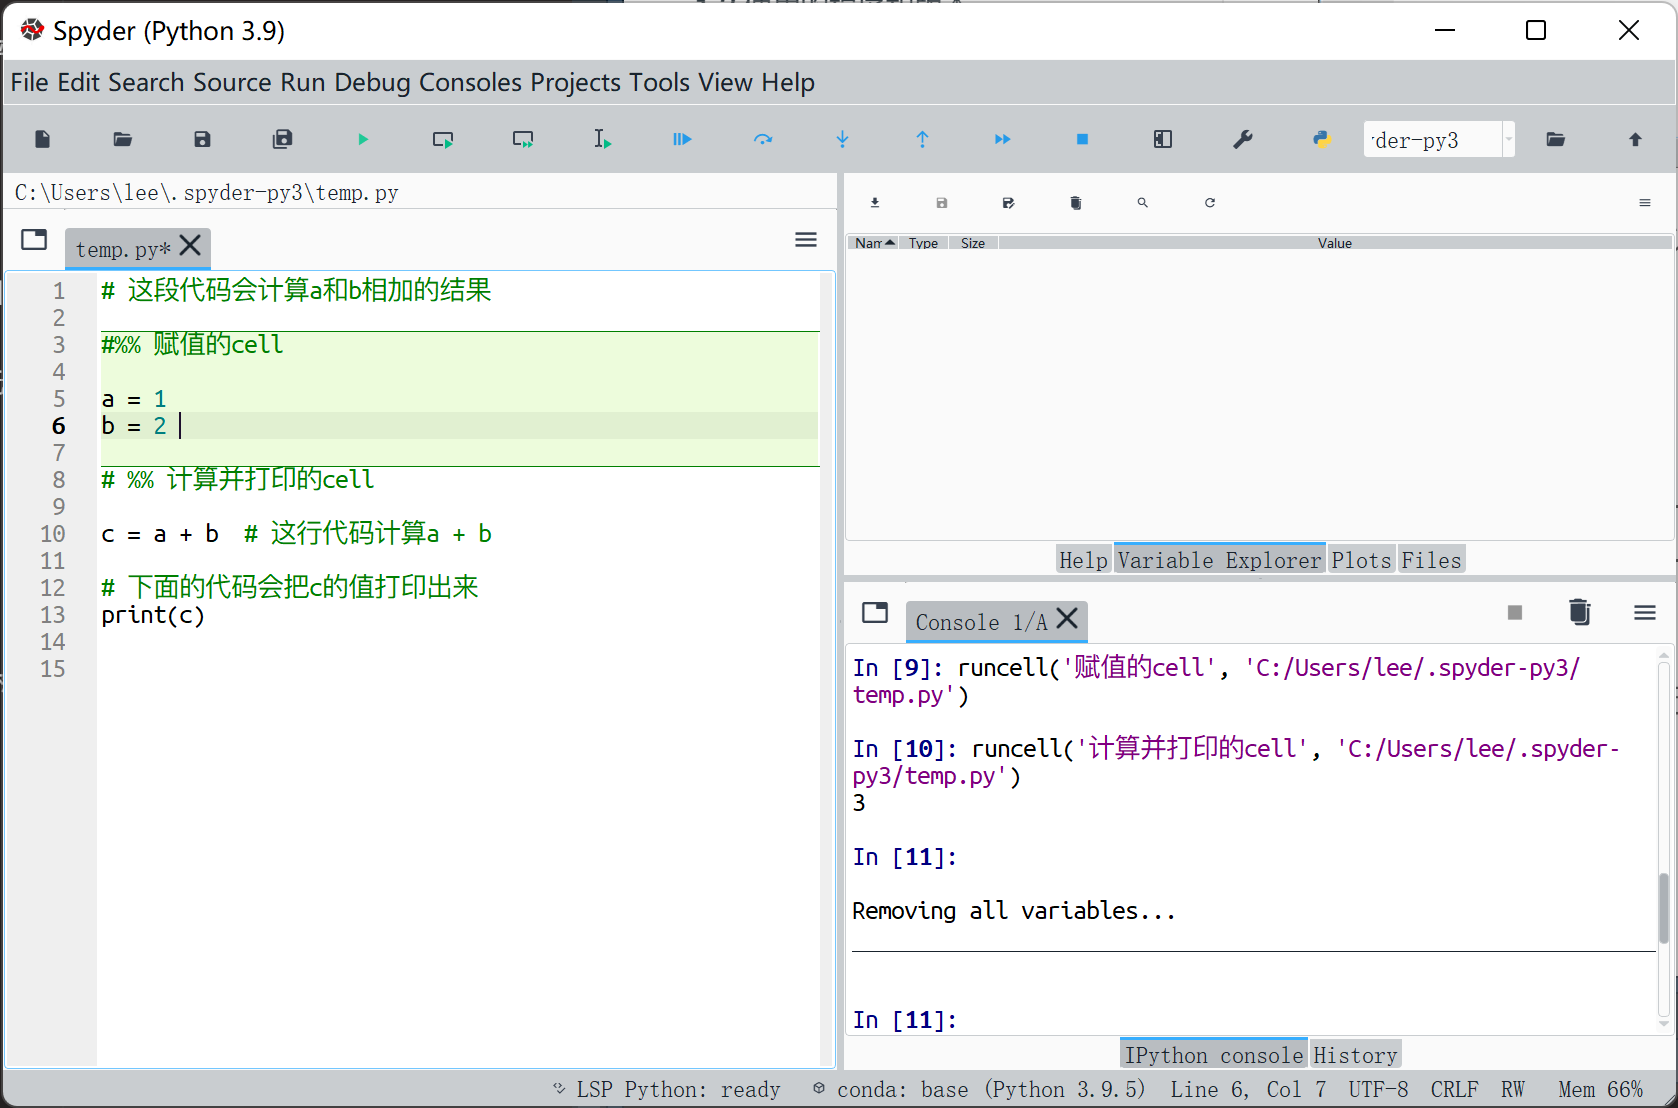 Spyder (Python 3.9)
File Edit Search Source Run Debug Consoles Projects Tools View Help
der-py3
C:\Users\lee\.spyder-py3\temp.py
temp.py*
1 # 这段代码会计算a和b相加的结果
2
3 #%% 赋值的cell
4
5 a = 1
6 b = 2
7
8 # %% 计算并打印的cell
9
10 c = a + b  # 这行代码计算a + b
11
12 # 下面的代码会把c的值打印出来
13 print(c)
14
15
Nam Type Size Value
Help Variable Explorer Plots Files
Console 1/A
In [9]: runcell('赋值的cell', 'C:/Users/lee/.spyder-py3/
temp.py')
In [10]: runcell('计算并打印的cell', 'C:/Users/lee/.spyder-
py3/temp.py')
3
In [11]:
Removing all variables...
In [11]:
IPython console History
LSP Python: ready conda: base (Python 3.9.5) Line 6, Col 7 UTF-8 CRLF RW Mem 66%